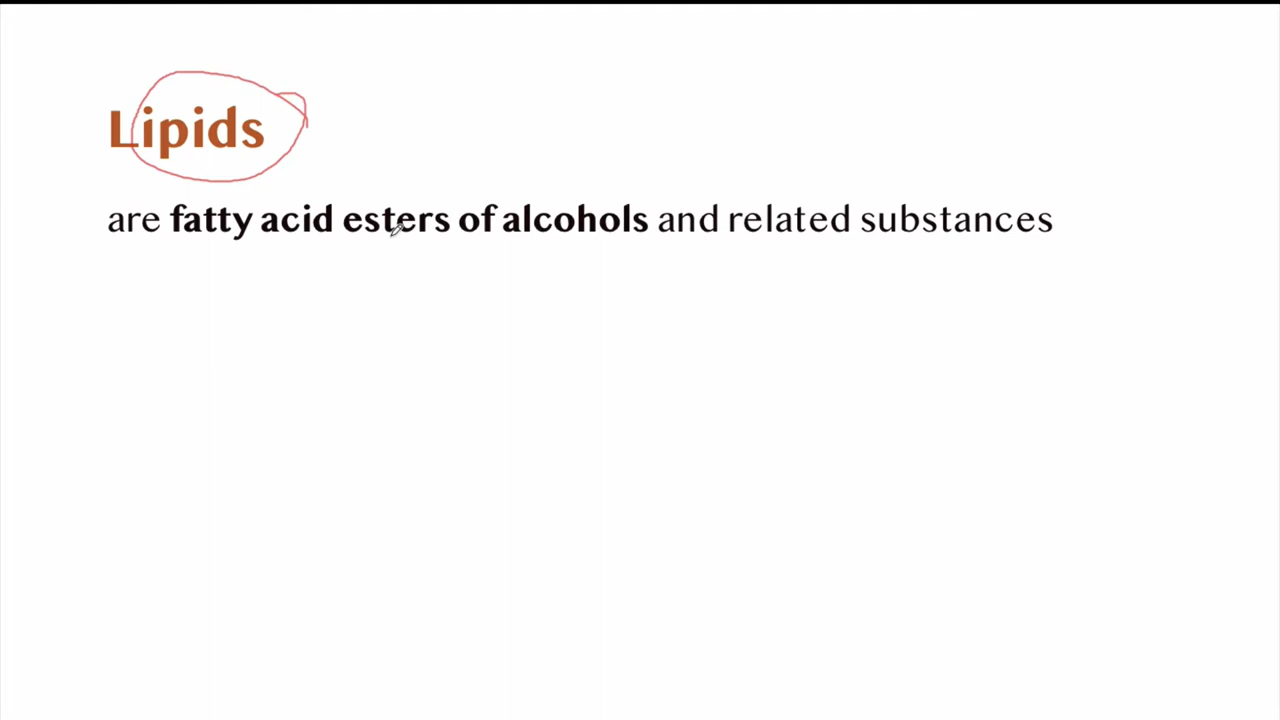 Lipids
are fatty acid esters of alcohols and related substances